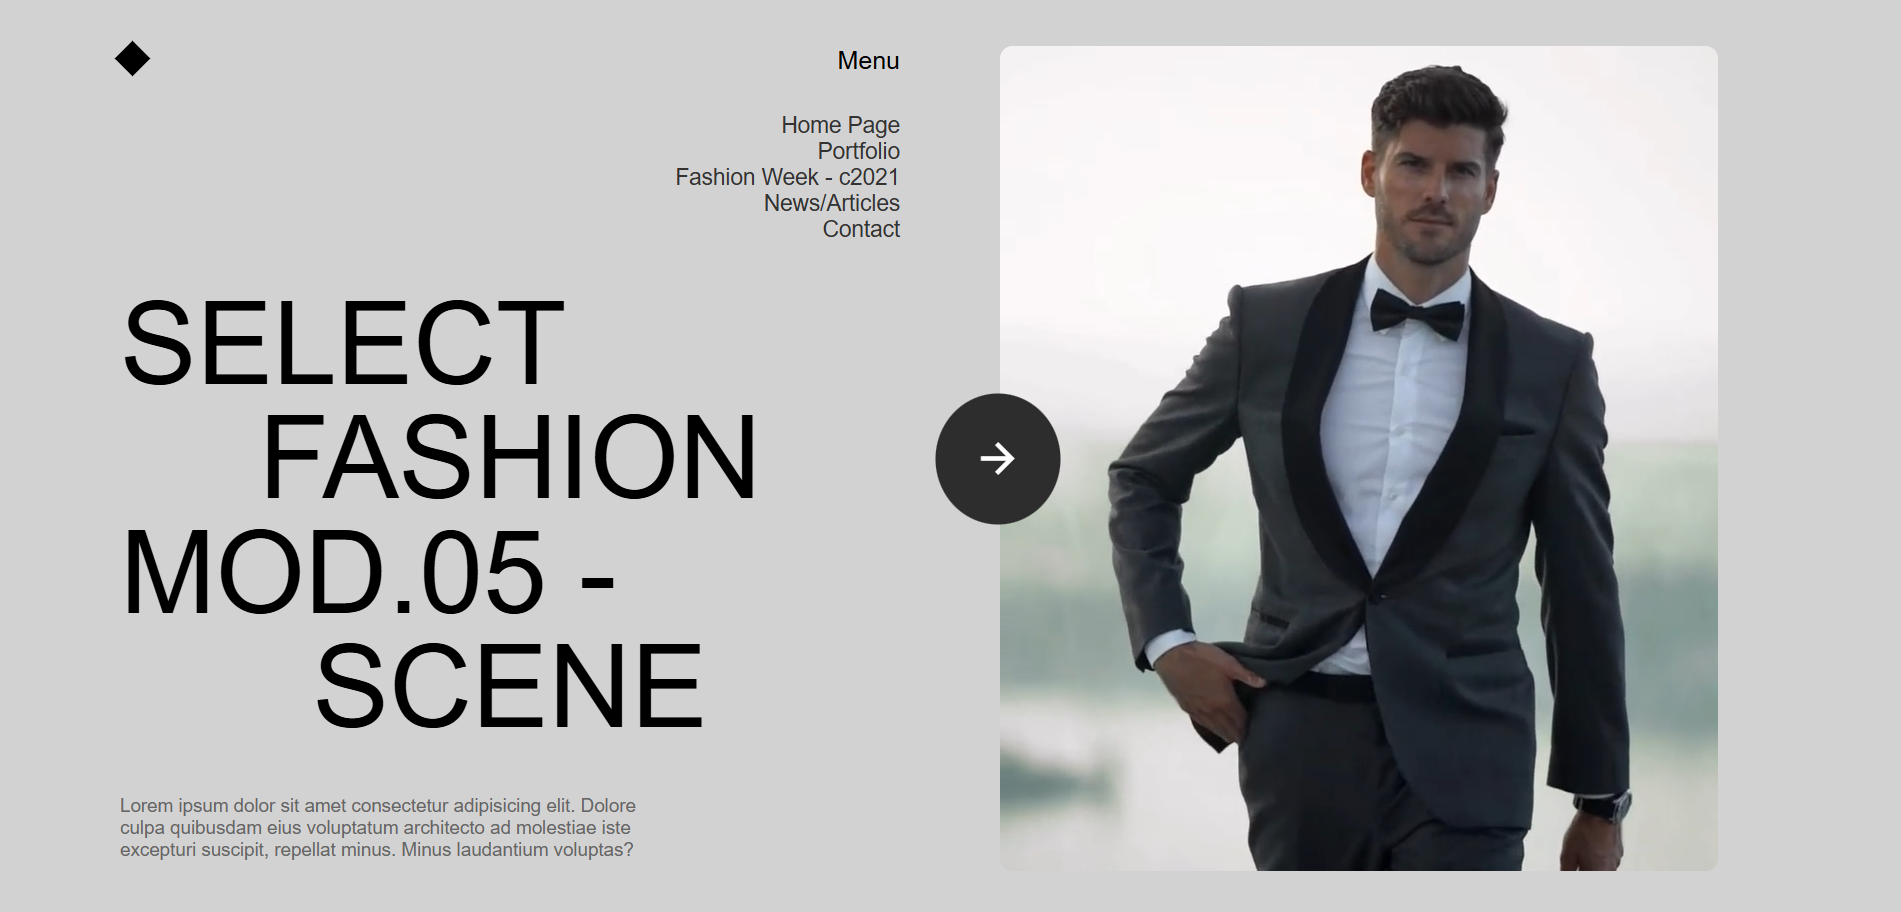 Menu
Home Page
Portfolio
Fashion Week - c2021
News/Articles
Contact
SELECT
FASHION
MOD.05 -
SCENE
Lorem ipsum dolor sit amet consectetur adipisicing elit. Dolore
culpa quibusdam eius voluptatum architecto ad molestiae iste
excepturi suscipit, repellat minus. Minus laudantium voluptas?